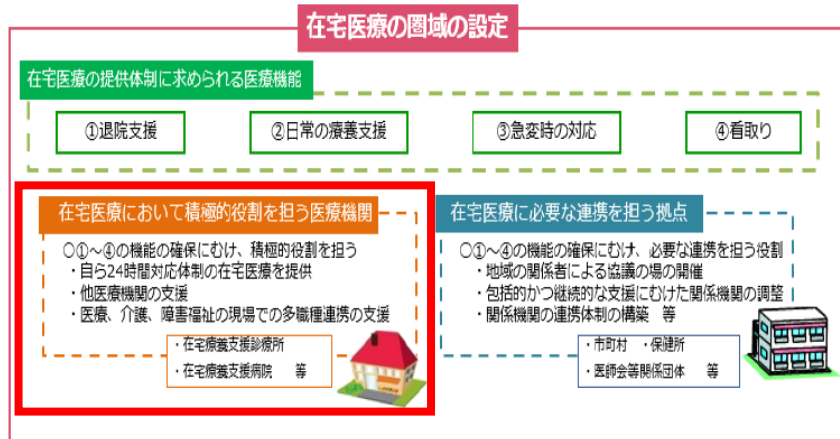 在宅医療の圏域の設定
在宅医療の提供体制に求められる医療機能
①退院支援
②日常の療養支援
③急変時の対応
④看取り
在宅医療において積極的役割を担う医療機関
○①～④の機能の確保にむけ、積極的役割を担う
・自ら24時間対応体制の在宅医療を提供
・他医療機関の支援
・医療、介護、障害福祉の現場での多職種連携の支援
・在宅療養支援診療所
・在宅療養支援病院　等
在宅医療に必要な連携を担う拠点
○①～④の機能の確保にむけ、必要な連携を担う役割
・地域の関係者による協議の場の開催
・包括的かつ継続的な支援にむけた関係機関の調整
・関係機関の連携体制の構築　等
・市町村　・保健所
・医師会等関係団体　等